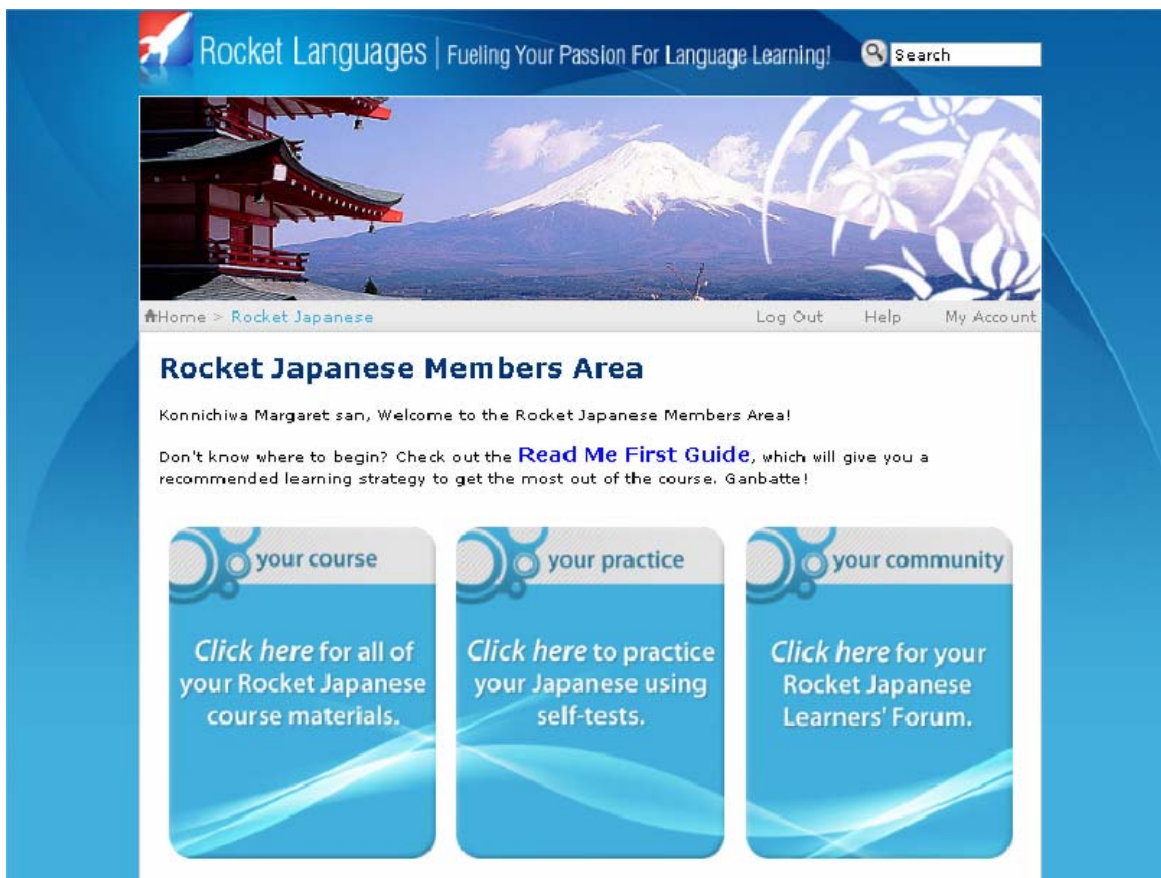 Rocket Languages | Fueling Your Passion For Language Learning!
Search
Home > Rocket Japanese
Log Out Help My Account
Rocket Japanese Members Area
Konnichiwa Margaret san, Welcome to the Rocket Japanese Members Area!
Don't know where to begin? Check out the Read Me First Guide, which will give you a
recommended learning strategy to get the most out of the course. Ganbatte!
your course
Click here for all of
your Rocket Japanese
course materials.
your practice
Click here to practice
your Japanese using
self-tests.
your community
Click here for your
Rocket Japanese
Learners' Forum.